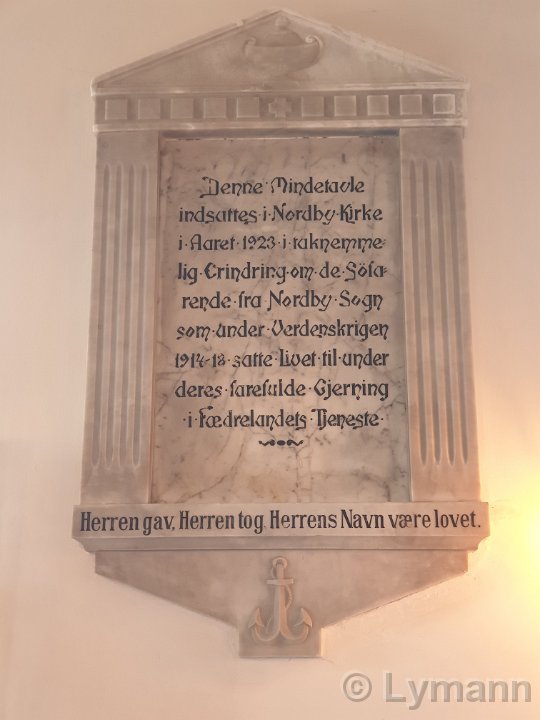 Denne Mindetavle
indsattes·i·Nordby·Kirke
i·Aaret·1923·i·taknemme-
lig·Erindring·om·de·Söfa-
rende·fra·Nordby·Sogn
som·under·Verdenskrigen
1914-18·satte·Livet·til·under
deres·farefulde·Gjerning
·i·Fædrelandets·Tjeneste·
Herren gav, Herren tog, Herrens Navn være lovet.
© Lymann